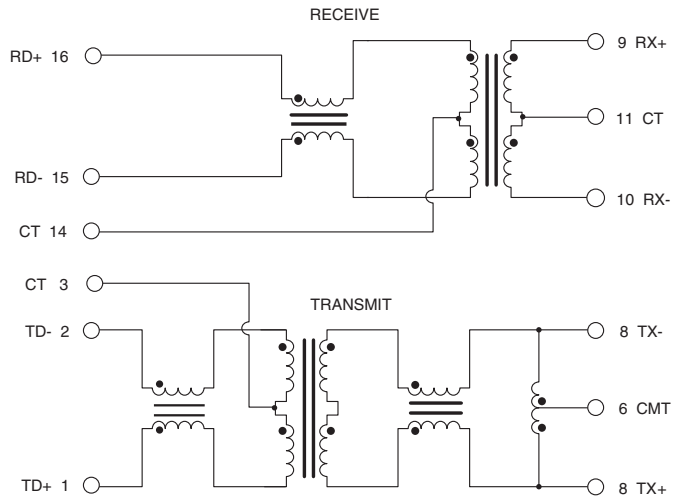 RECEIVE
RD+ 16
9 RX+
11 CT
RD- 15
10 RX-
CT 14
CT 3
TRANSMIT
TD- 2
8 TX-
6 CMT
TD+ 1
8 TX+